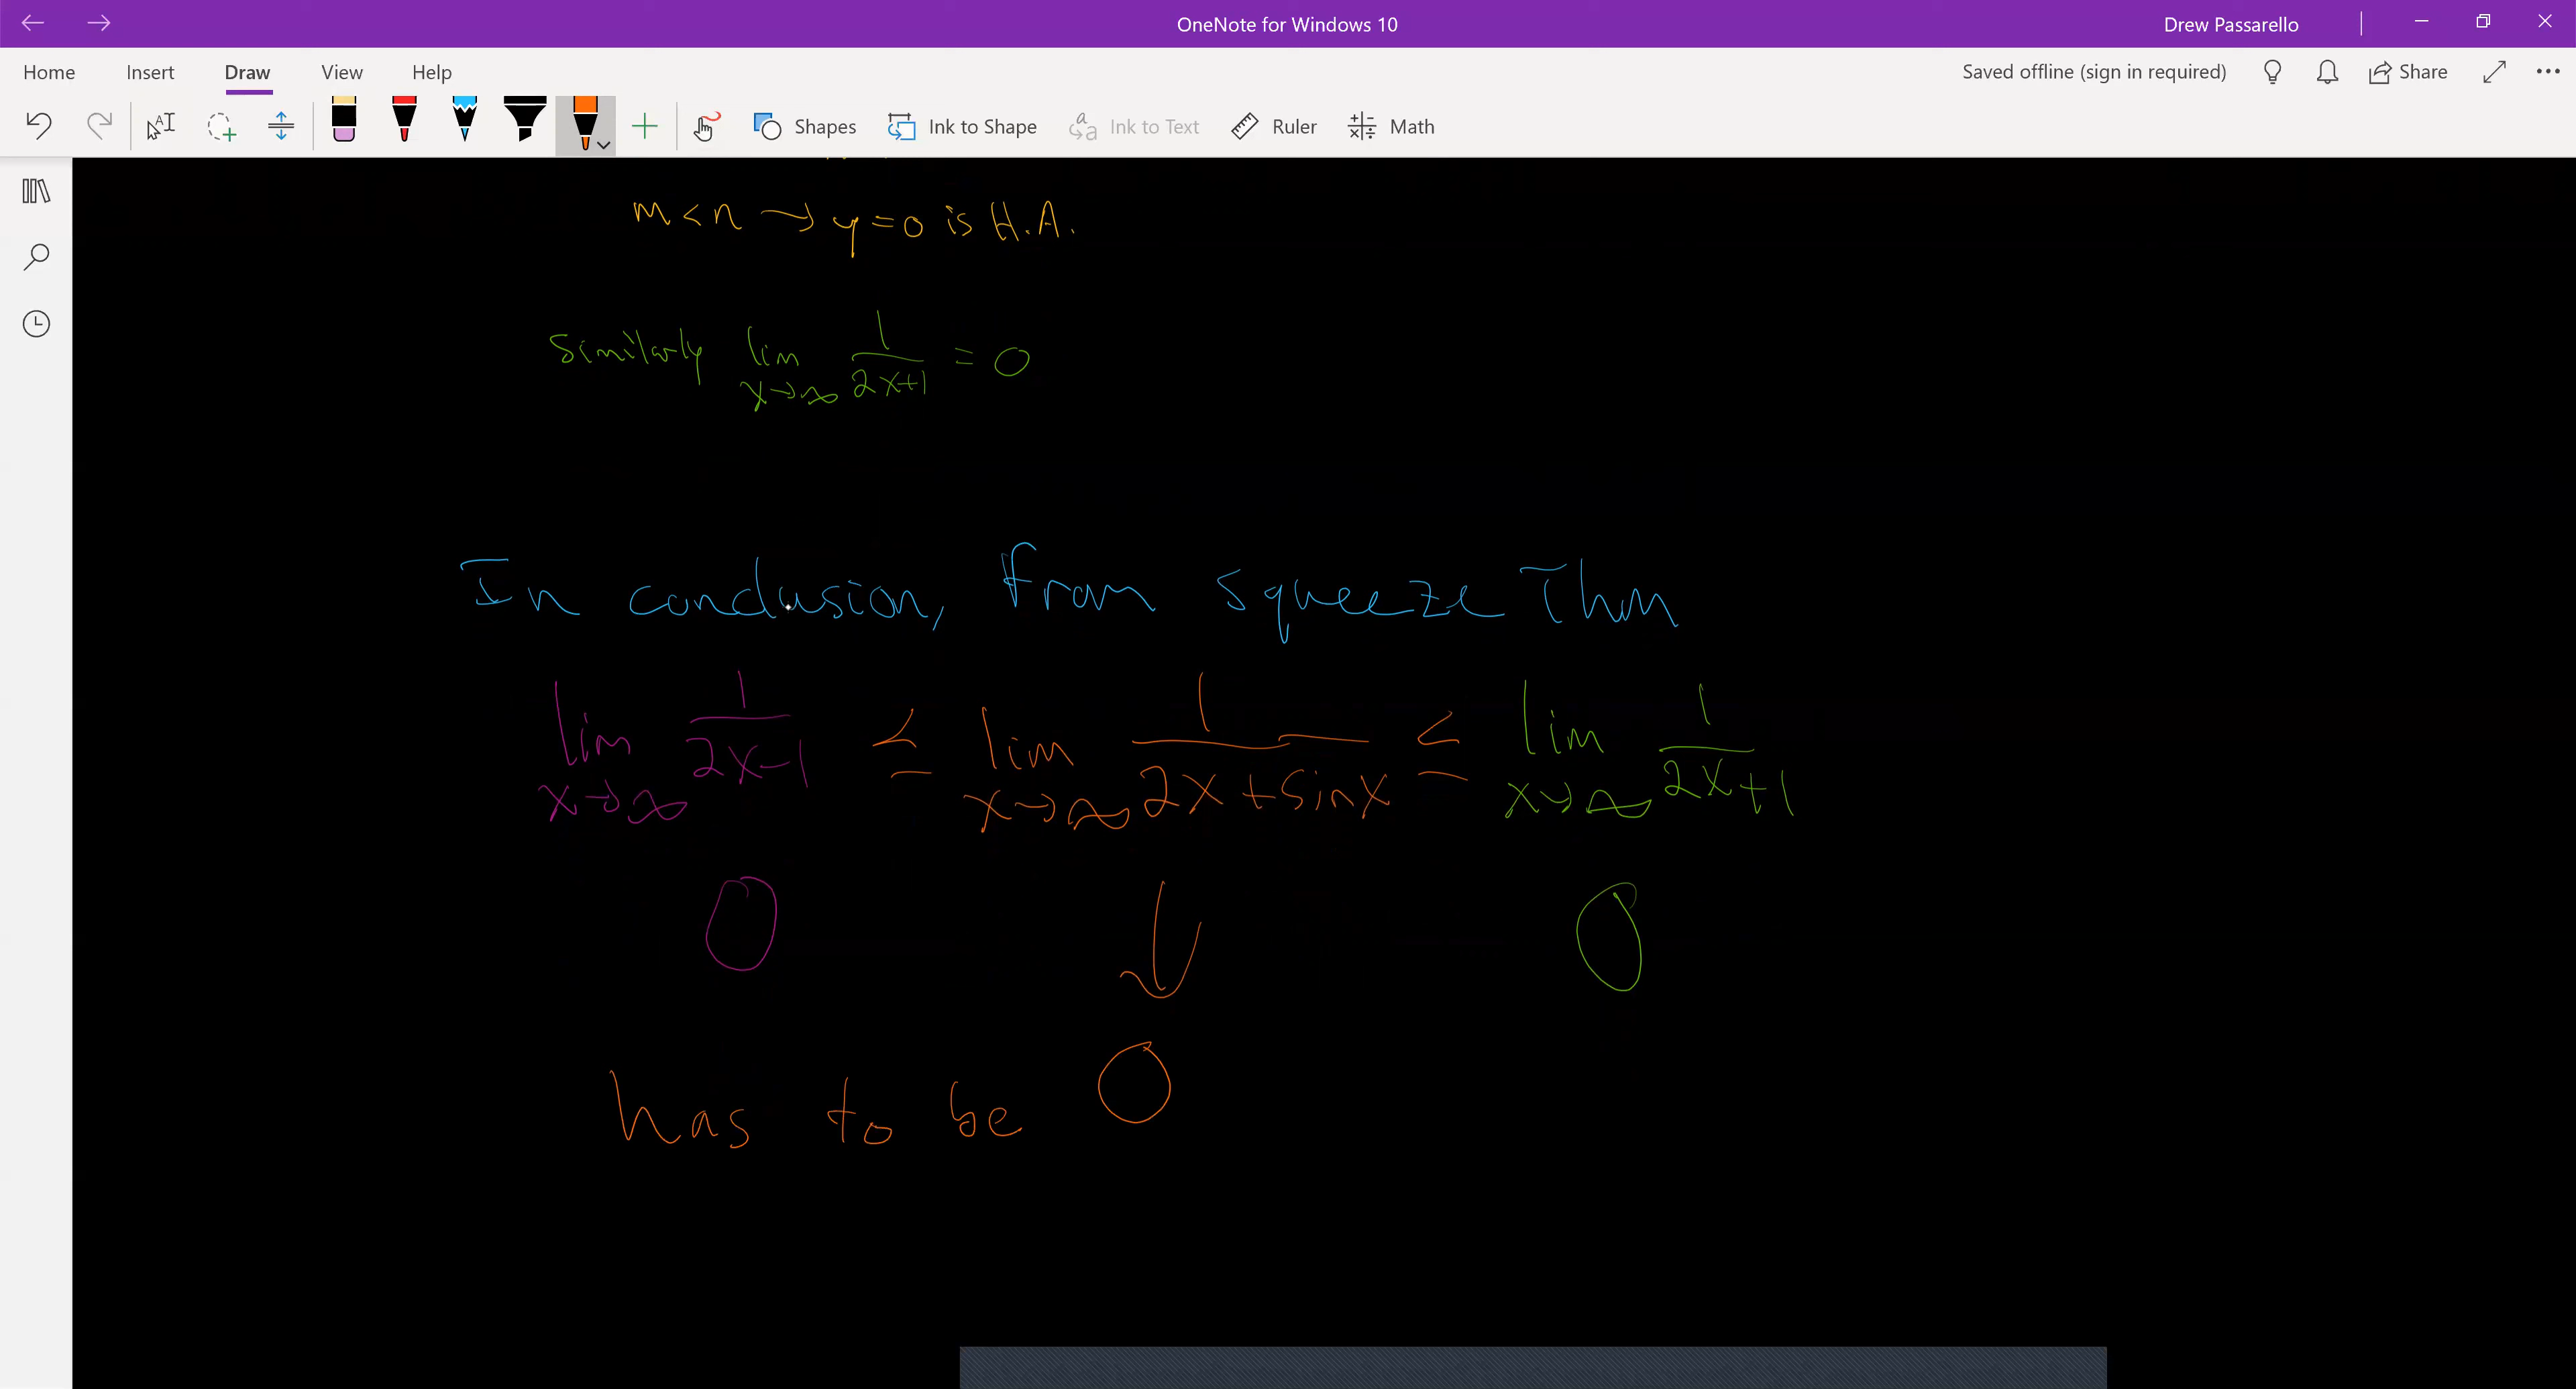 OneNote for Windows 10 Drew Passarello
Home Insert Draw View Help Saved offline (sign in required) Share
Shapes Ink to Shape Ink to Text Ruler Math
m < n → y = 0 is H.A.
Similarly lim x→∞ 1/(2x+1) = 0
In conclusion, from Squeeze Thm
lim x→∞ 1/(2x-1) ≤ lim x→∞ 1/(2x + sin x) ≤ lim x→∞ 1/(2x+1)
0 ↓ 0
has to be 0